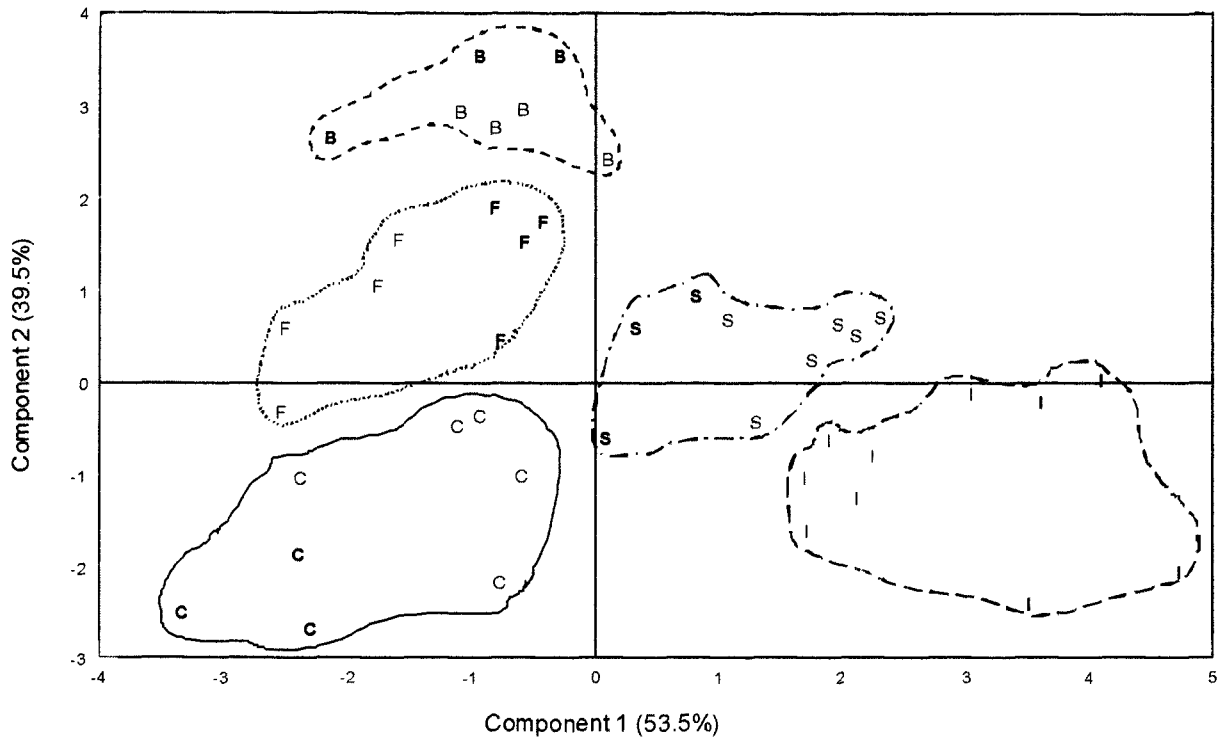 4
B B
3
B B
B B
B
2
F F
F F
F
1
S
S
F
S
S
S S
F
S
F
0
I
I
I
F
C C
S
S
I
-1
C C
I
I
I
I
C
-2
C
I
C
I
C
-3
-4 -3 -2 -1 0 1 2 3 4 5
Component 2 (39.5%)
Component 1 (53.5%)